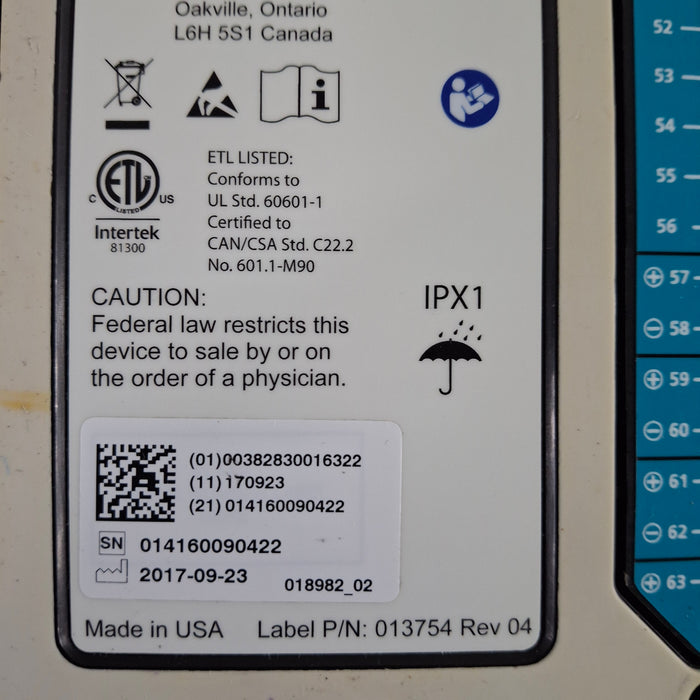 Oakville, Ontario
L6H 5S1 Canada
i
ETL LISTED:
Conforms to
UL Std. 60601-1
Certified to
CAN/CSA Std. C22.2
No. 601.1-M90
C ETL US
LISTED
Intertek
81300
CAUTION:
Federal law restricts this
device to sale by or on
the order of a physician.
IPX1
(01)00382830016322
(11)170923
(21)014160090422
SN 014160090422
2017-09-23
018982_02
Made in USA Label P/N: 013754 Rev 04
52
53
54
55
56
+ 57
- 58
+ 59
- 60
+ 61
- 62
+ 63